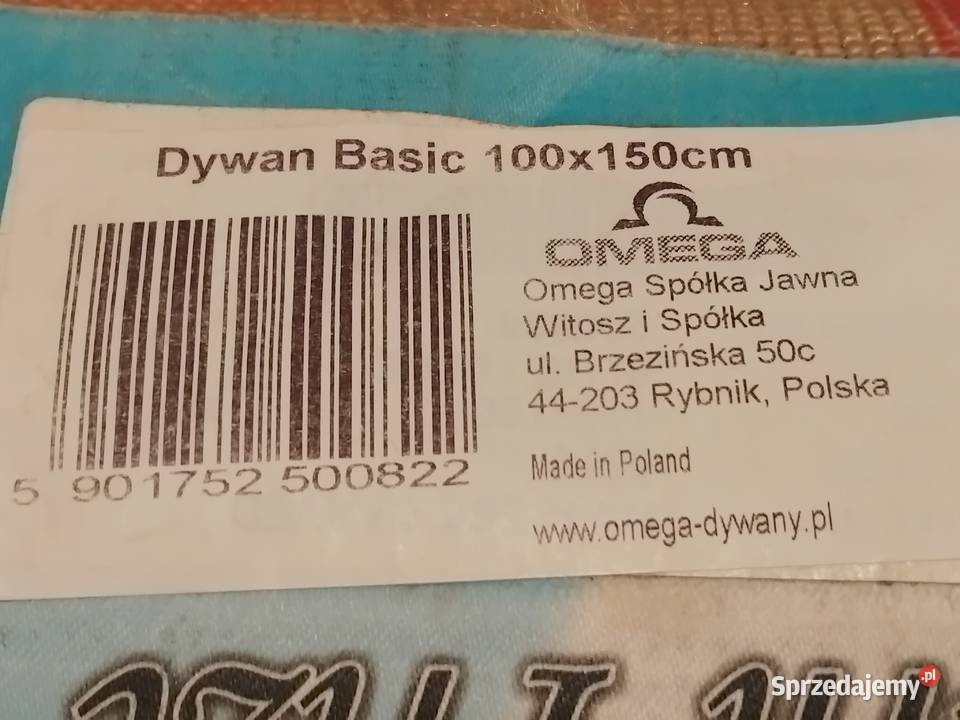 Dywan Basic 100x150cm
OMEGA
Omega Spółka Jawna
Witosz i Spółka
ul. Brzezińska 50c
44-203 Rybnik, Polska
Made in Poland
www.omega-dywany.pl
5 901752 500822
Sprzedajemy.pl